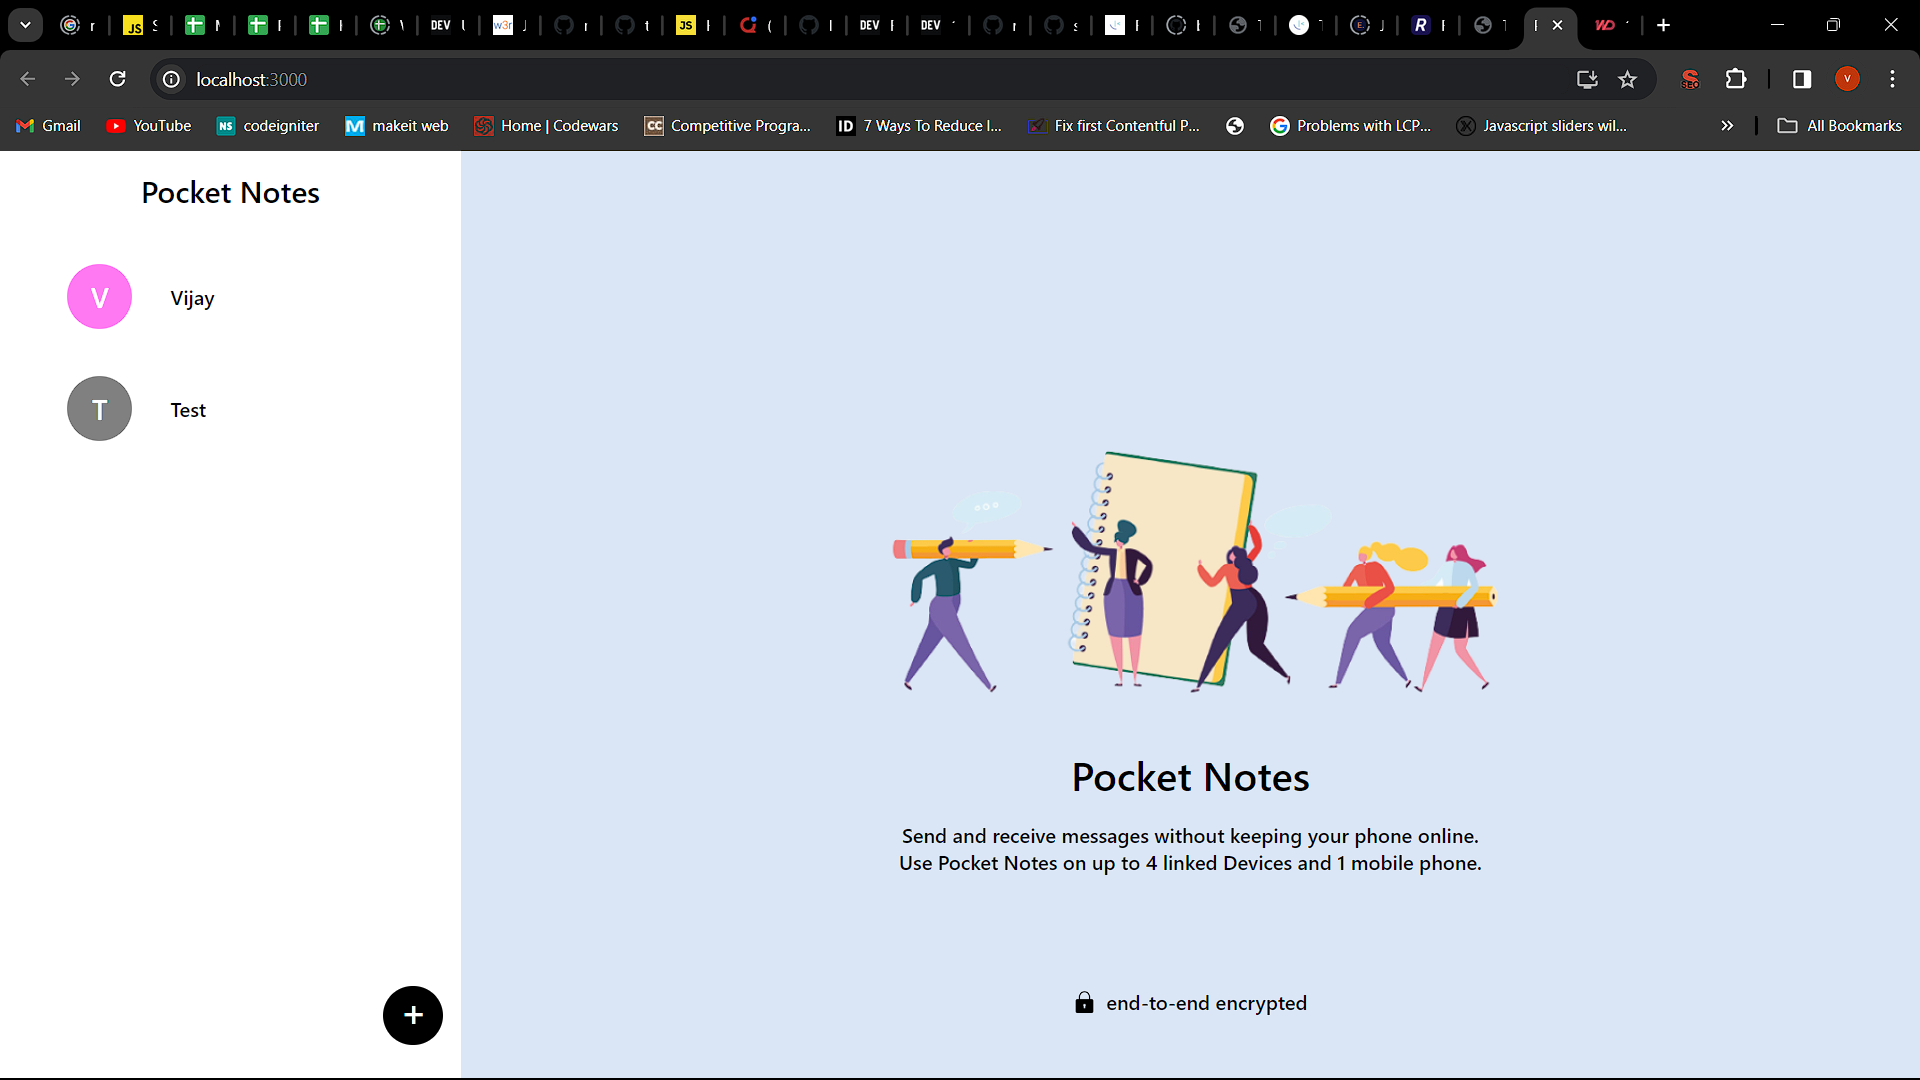 localhost:3000
Gmail
YouTube
NS codeigniter
M makeit web
Home | Codewars
CC Competitive Progra...
ID 7 Ways To Reduce I...
Fix first Contentful P...
Problems with LCP...
Javascript sliders wil...
All Bookmarks
Pocket Notes
V Vijay
T Test
+
Pocket Notes
Send and receive messages without keeping your phone online.
Use Pocket Notes on up to 4 linked Devices and 1 mobile phone.
end-to-end encrypted